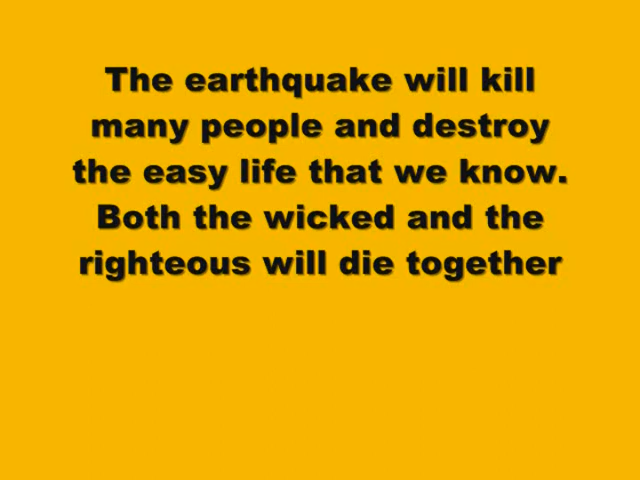 The earthquake will kill
many people and destroy
the easy life that we know.
Both the wicked and the
righteous will die together